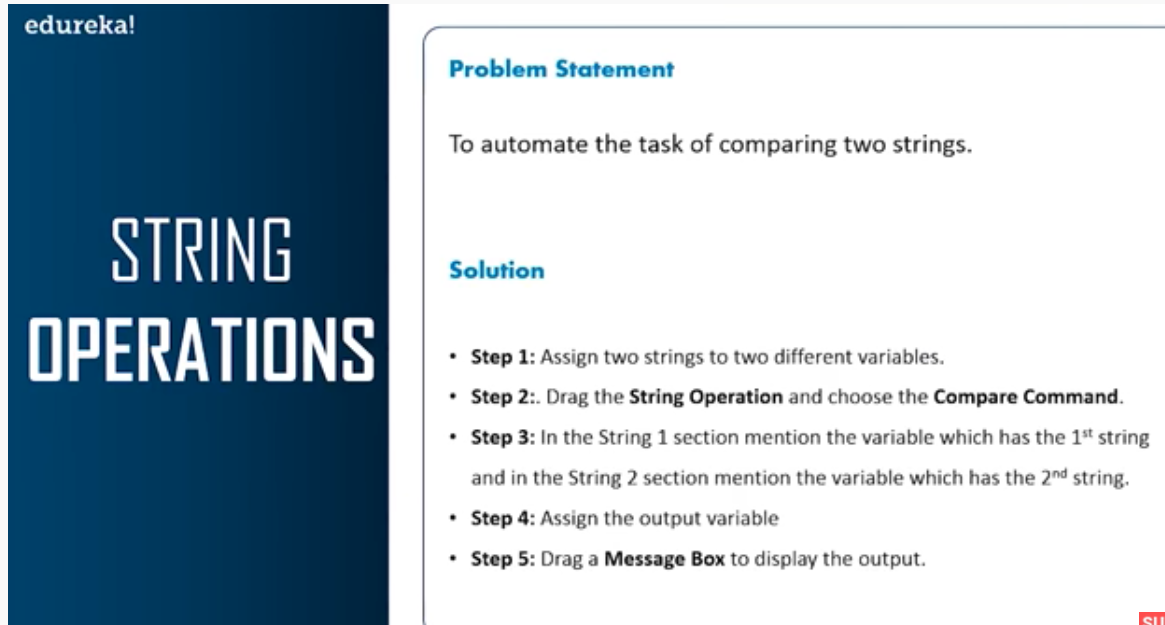 edureka!
STRING
OPERATIONS
Problem Statement
To automate the task of comparing two strings.
Solution
• Step 1: Assign two strings to two different variables.
• Step 2:. Drag the String Operation and choose the Compare Command.
• Step 3: In the String 1 section mention the variable which has the 1st string
and in the String 2 section mention the variable which has the 2nd string.
• Step 4: Assign the output variable
• Step 5: Drag a Message Box to display the output.